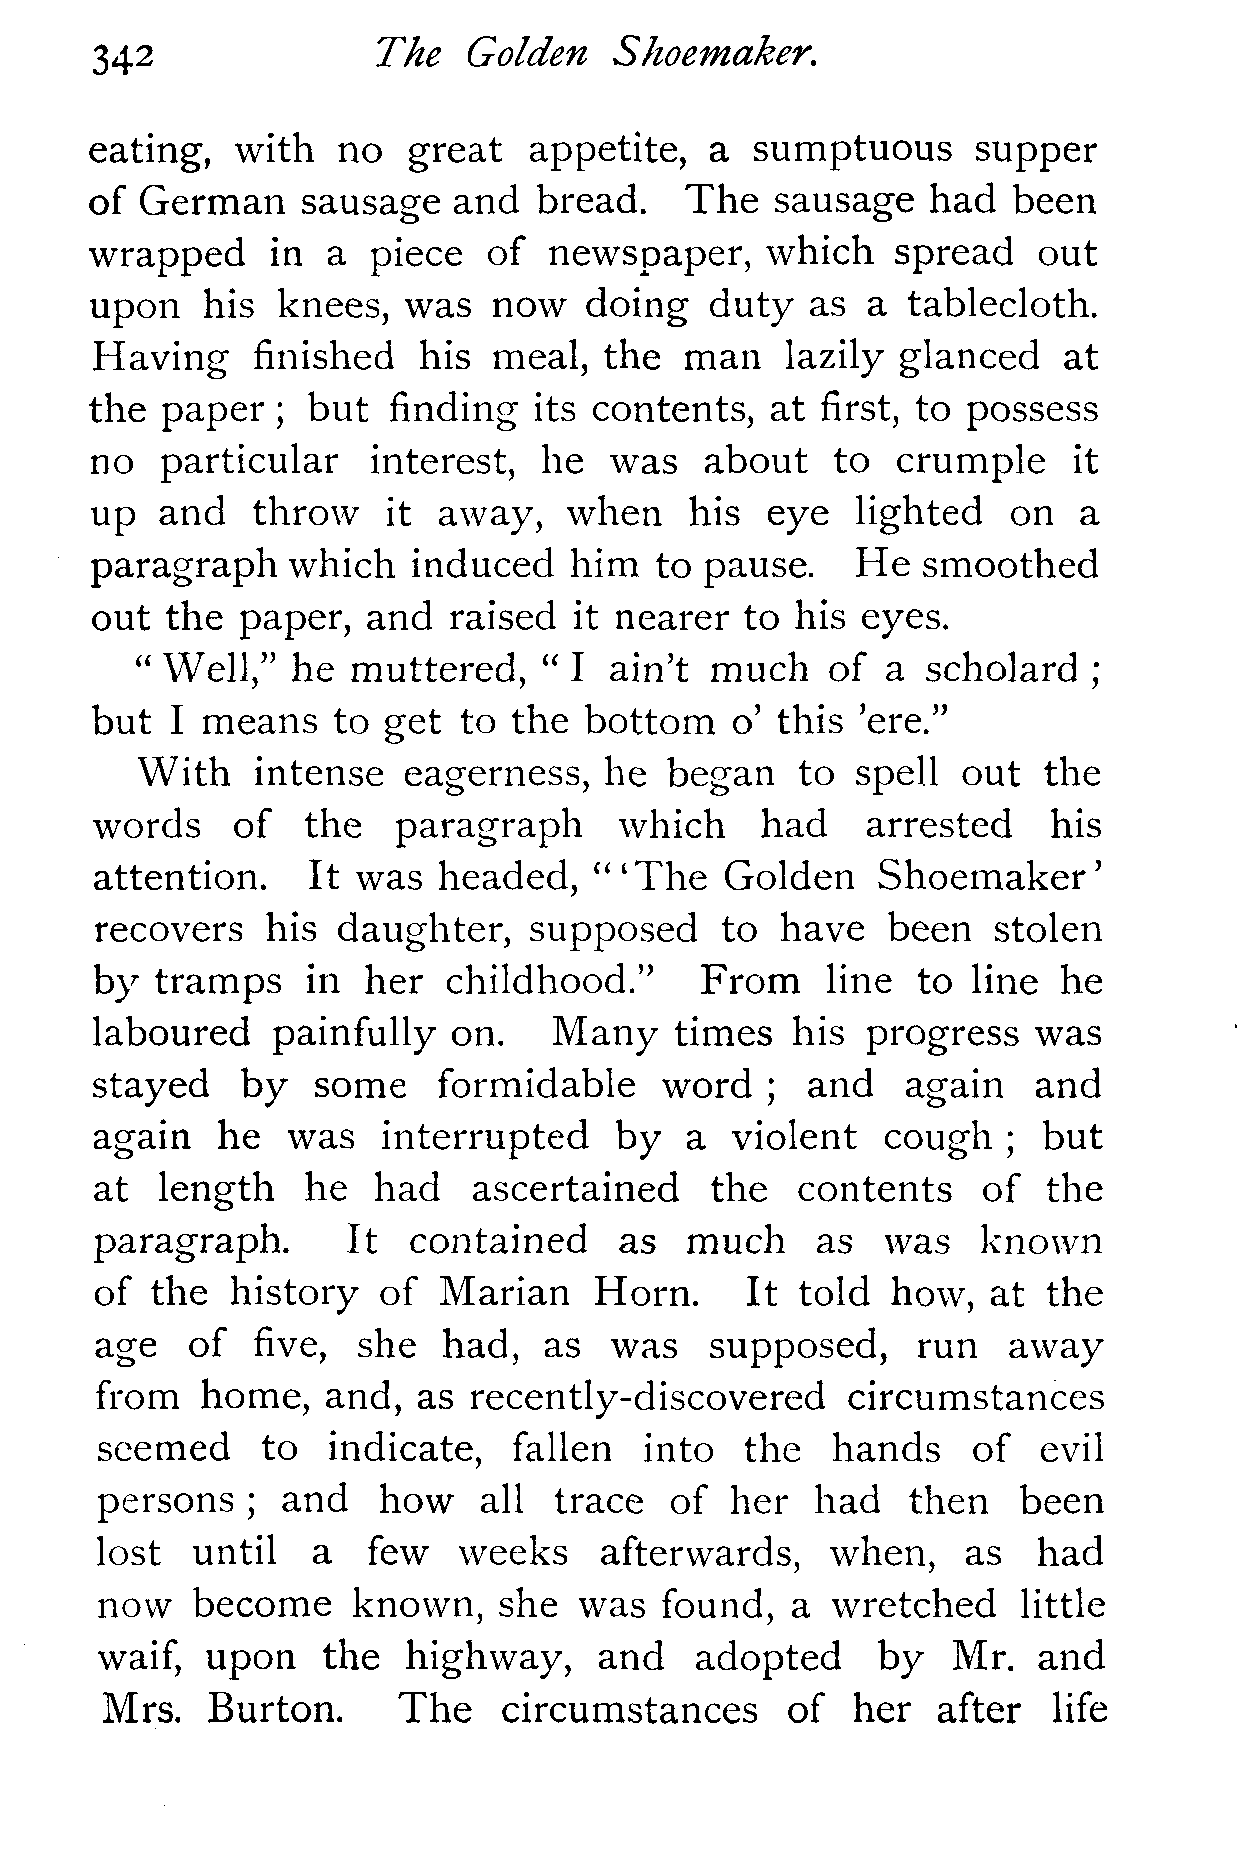 342 The Golden Shoemaker.
eating, with no great appetite, a sumptuous supper
of German sausage and bread. The sausage had been
wrapped in a piece of newspaper, which spread out
upon his knees, was now doing duty as a tablecloth.
Having finished his meal, the man lazily glanced at
the paper ; but finding its contents, at first, to possess
no particular interest, he was about to crumple it
up and throw it away, when his eye lighted on a
paragraph which induced him to pause. He smoothed
out the paper, and raised it nearer to his eyes.
“ Well,” he muttered, “ I ain’t much of a scholard ;
but I means to get to the bottom o’ this ’ere.”
With intense eagerness, he began to spell out the
words of the paragraph which had arrested his
attention. It was headed, “ ‘ The Golden Shoemaker ’
recovers his daughter, supposed to have been stolen
by tramps in her childhood.” From line to line he
laboured painfully on. Many times his progress was
stayed by some formidable word ; and again and
again he was interrupted by a violent cough ; but
at length he had ascertained the contents of the
paragraph. It contained as much as was known
of the history of Marian Horn. It told how, at the
age of five, she had, as was supposed, run away
from home, and, as recently-discovered circumstances
seemed to indicate, fallen into the hands of evil
persons ; and how all trace of her had then been
lost until a few weeks afterwards, when, as had
now become known, she was found, a wretched little
waif, upon the highway, and adopted by Mr. and
Mrs. Burton. The circumstances of her after life